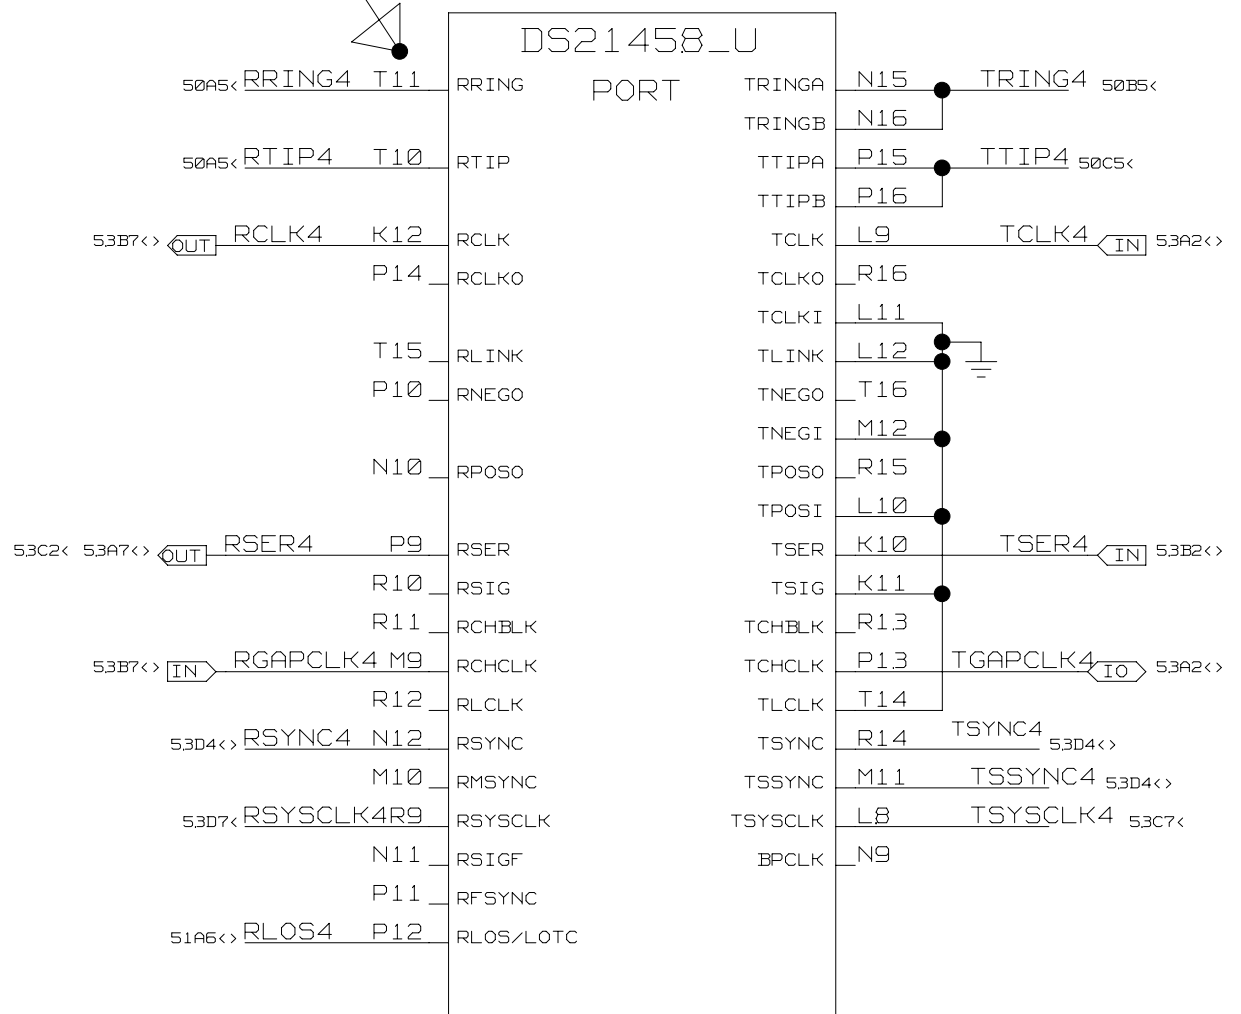 DS21458_U
PORT
50A5< RRING4 T11 RRING TRINGA N15 TRING4 50B5<
TRINGB N16
50A5< RTIP4 T10 RTIP TTIPA P15 TTIP4 50C5<
TTIPB P16
53B7<> OUT RCLK4 K12 RCLK TCLK L9 TCLK4 IN 53A2<>
P14 RCLKO TCLKO R16
TCLKI L11
T15 RLINK TLINK L12
P10 RNEGO TNEGO T16
TNEGI M12
N10 RPOSO TPOSO R15
TPOSI L10
53C2< 53A7<> OUT RSER4 P9 RSER TSER K10 TSER4 IN 53B2<>
R10 RSIG TSIG K11
R11 RCHBLK TCHBLK R13
53B7<> IN RGAPCLK4 M9 RCHCLK TCHCLK P13 TGAPCLK4 IO 53A2<>
R12 RLCLK TLCLK T14
53D4<> RSYNC4 N12 RSYNC TSYNC R14 TSYNC4 53D4<>
M10 RMSYNC TSSYNC M11 TSSYNC4 53D4<>
53D7< RSYSCLK4 R9 RSYSCLK TSYSCLK L8 TSYSCLK4 53C7<
N11 RSIGF BPCLK N9
P11 RFSYNC
51A6<> RLOS4 P12 RLOS/LOTC